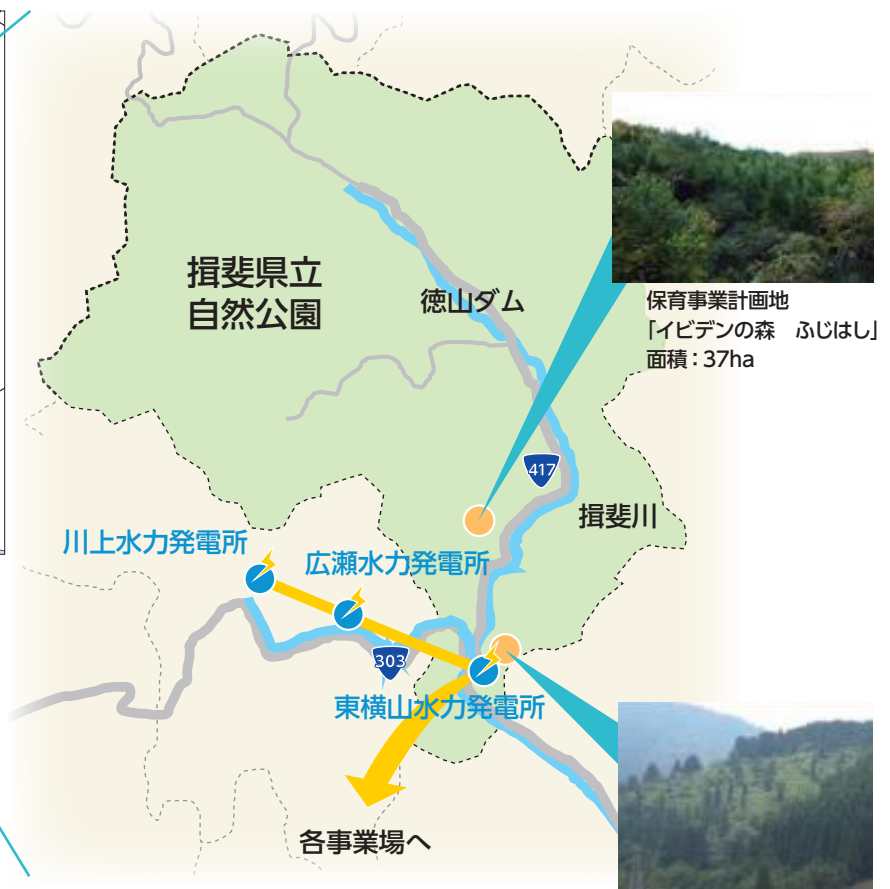 揖斐県立
自然公園
徳山ダム
保育事業計画地
「イビデンの森　ふじはし」
面積：37ha
417
揖斐川
川上水力発電所
広瀬水力発電所
303
東横山水力発電所
各事業場へ